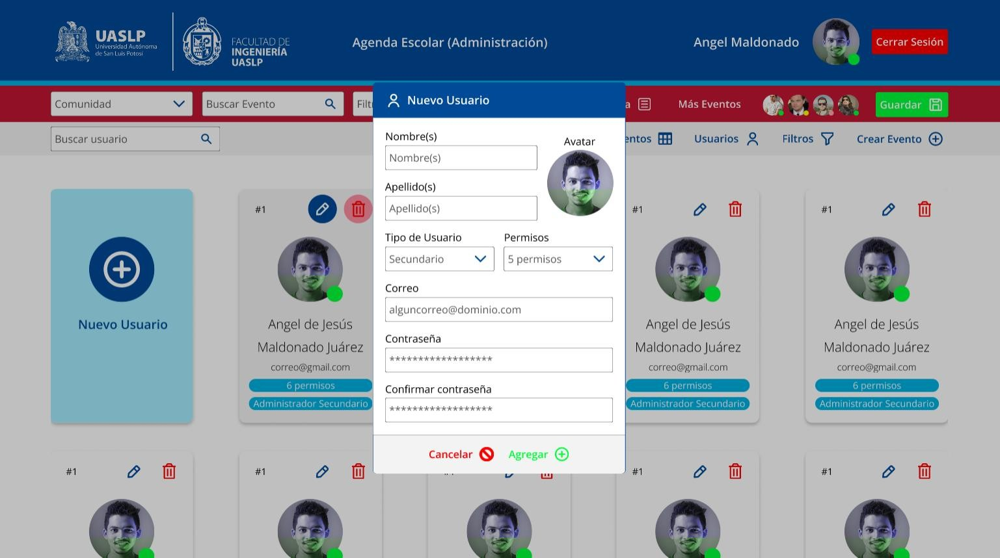 UASLP
Universidad Autónoma
de San Luis Potosí
FACULTAD DE
INGENIERÍA
UASLP
Agenda Escolar (Administración)
Angel Maldonado
Cerrar Sesión
Comunidad
Buscar Evento
Más Eventos
Guardar
Buscar usuario
Usuarios
Filtros
Crear Evento
Nuevo Usuario
Nombre(s)
Nombre(s)
Avatar
Apellido(s)
Apellido(s)
Tipo de Usuario
Permisos
Secundario
5 permisos
Correo
alguncorreo@dominio.com
Contraseña
******************
Confirmar contraseña
******************
Cancelar
Agregar
Nuevo Usuario
#1
Angel de Jesús
Maldonado Juárez
correo@gmail.com
6 permisos
Administrador Secundario
#1
Angel de Jesús
Maldonado Juárez
correo@gmail.com
6 permisos
Administrador Secundario
#1
Angel de Jesús
Maldonado Juárez
correo@gmail.com
6 permisos
Administrador Secundario
#1
#1
#1
#1